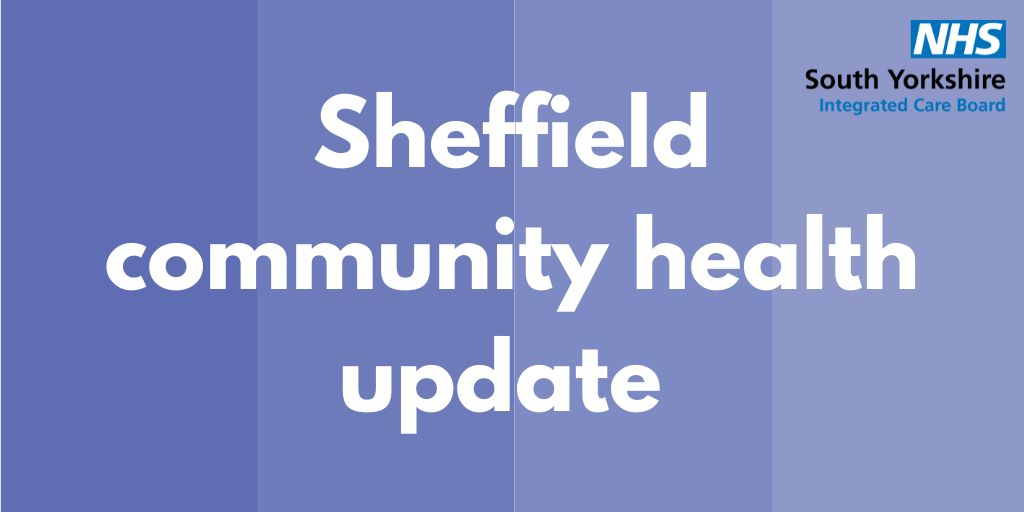 NHS
South Yorkshire
Integrated Care Board
Sheffield
community health
update